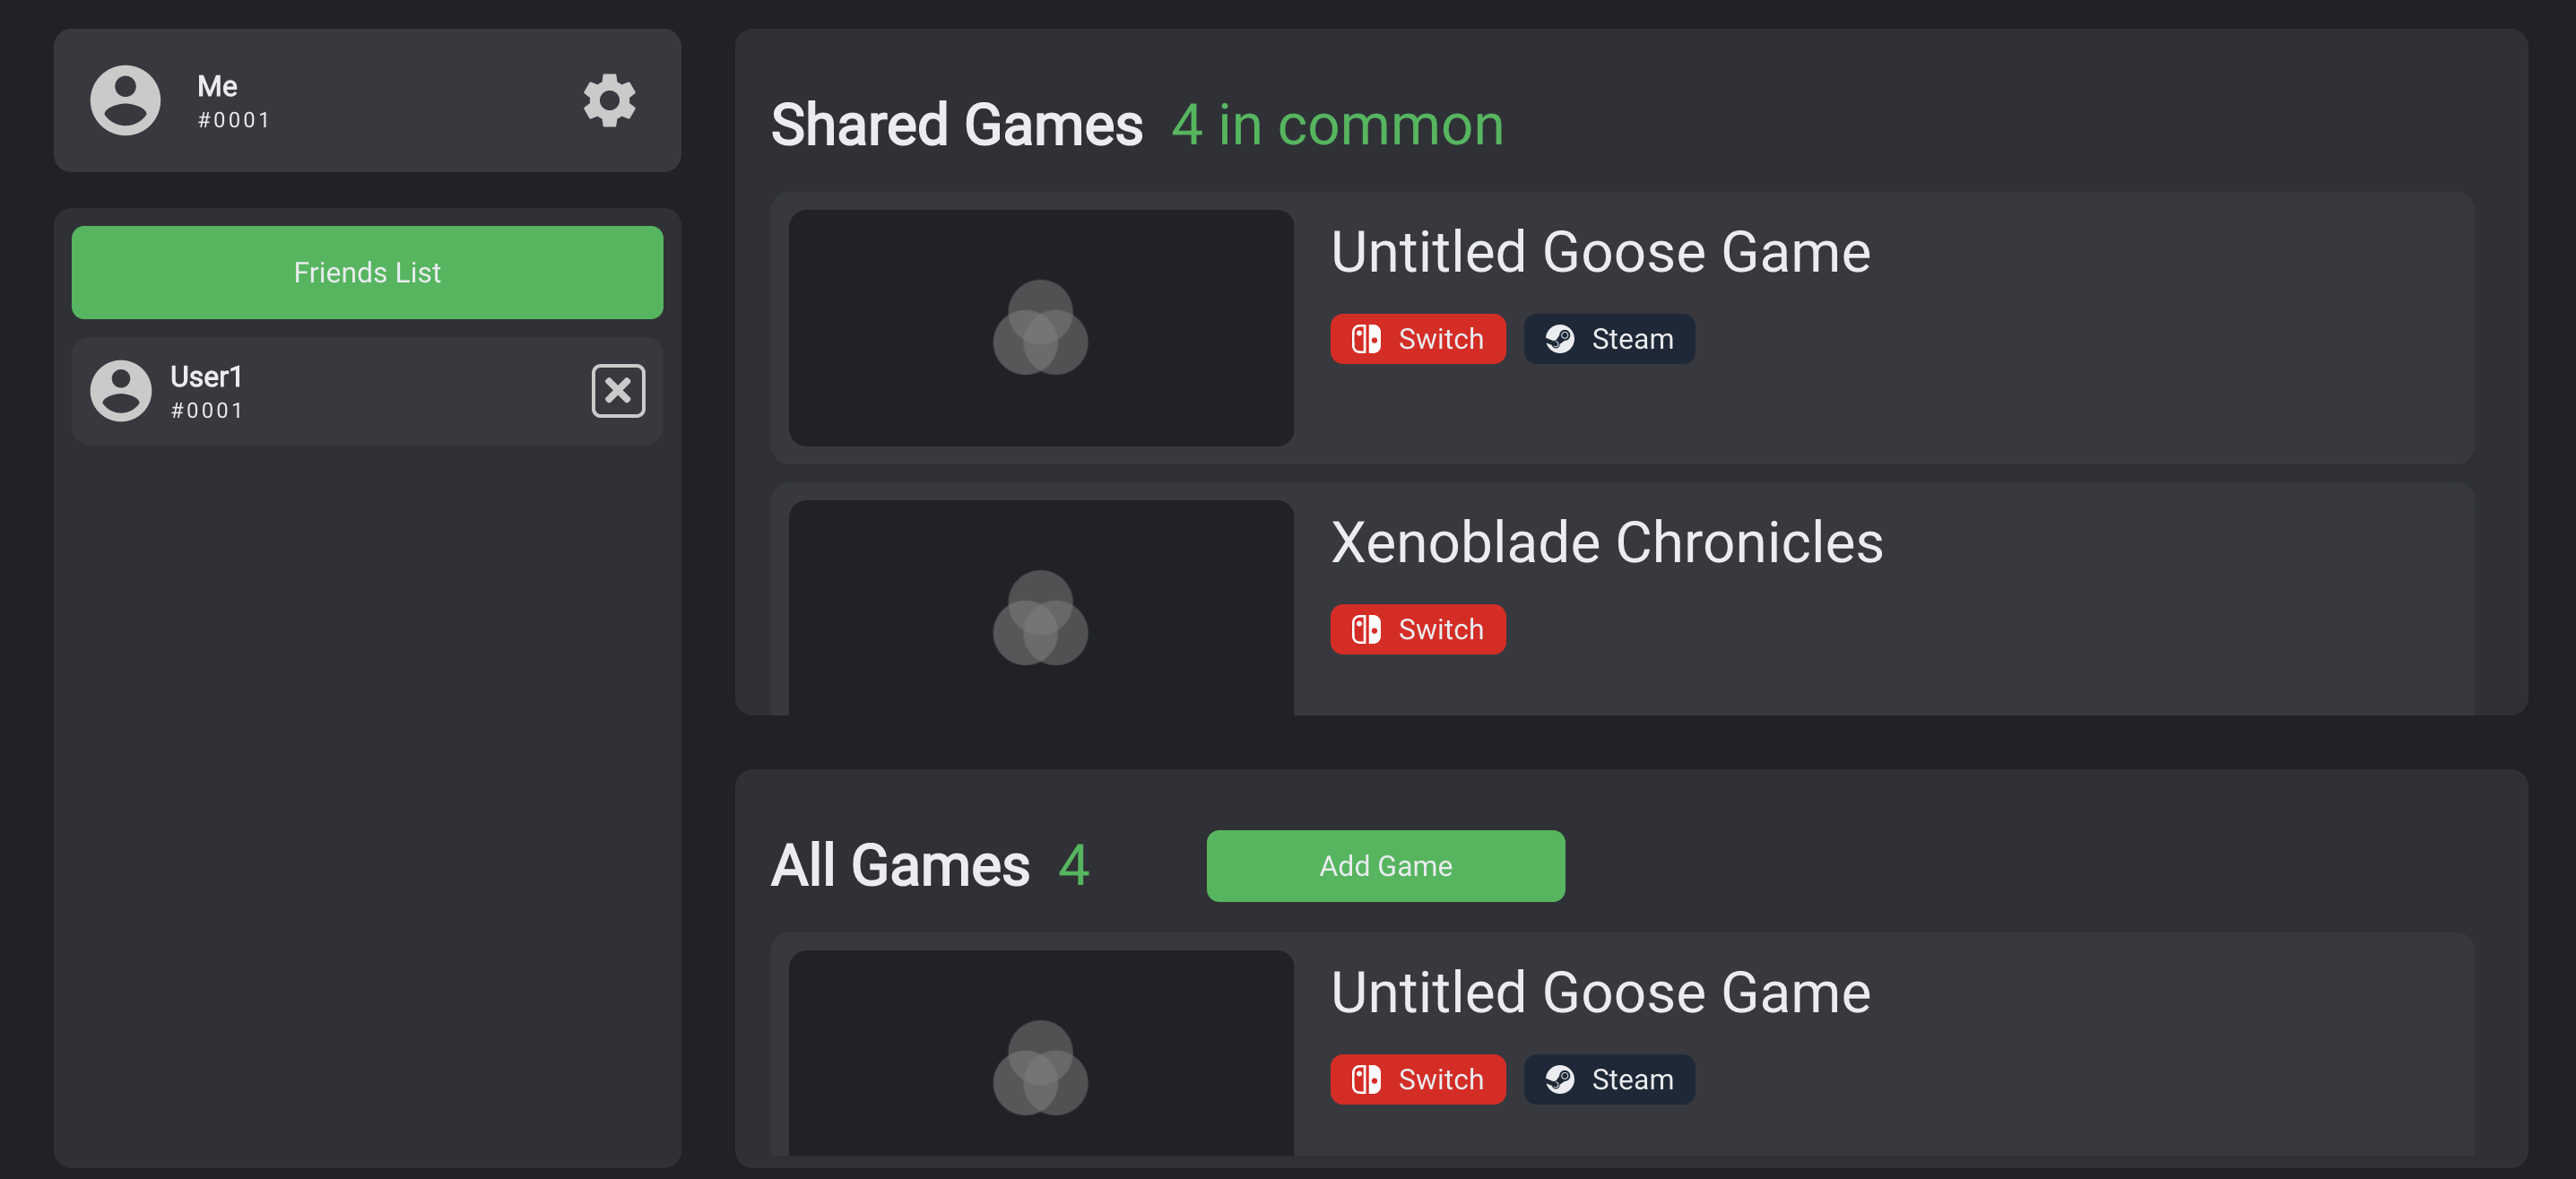 Me
#0001
Friends List
User1
#0001
Shared Games 4 in common
Untitled Goose Game
Switch Steam
Xenoblade Chronicles
Switch
All Games 4 Add Game
Untitled Goose Game
Switch Steam